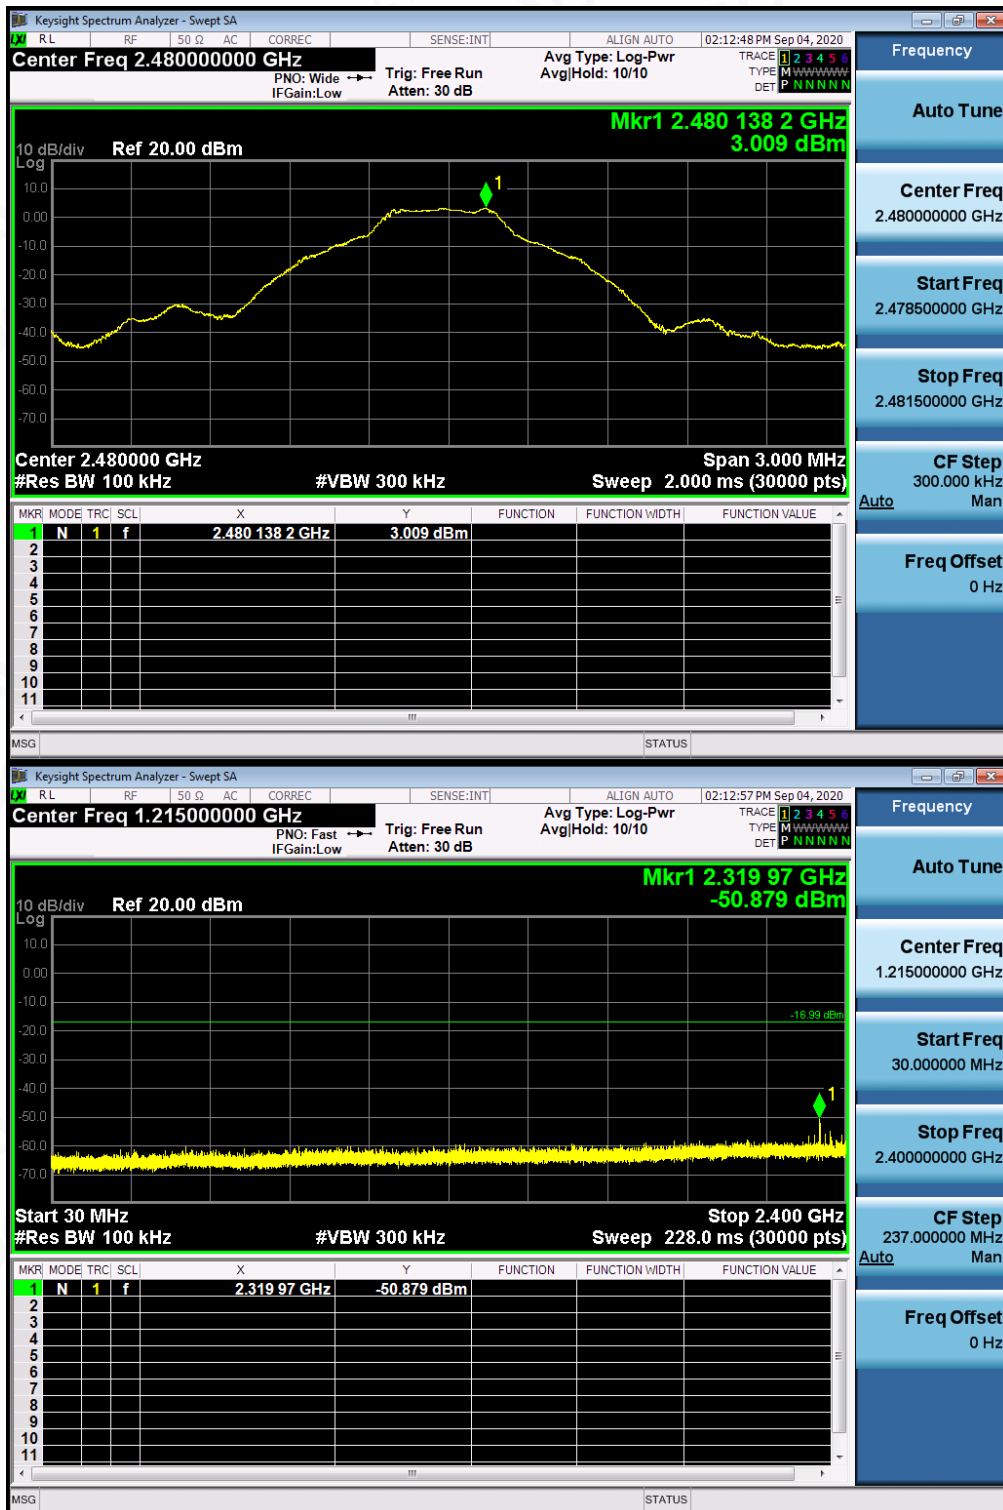 Keysight Spectrum Analyzer - Swept SA
LXI RL RF 50 Ω AC CORREC SENSE:INT ALIGN AUTO 02:12:48 PM Sep 04, 2020
Center Freq 2.480000000 GHz
PNO: Wide
IFGain:Low
Trig: Free Run
Atten: 30 dB
Avg Type: Log-Pwr
Avg|Hold: 10/10
TRACE 1 2 3 4 5 6
TYPE M WWWWW
DET P N N N N N
Mkr1 2.480 138 2 GHz
3.009 dBm
10 dB/div Ref 20.00 dBm
Log
10.0
0.00
-10.0
-20.0
-30.0
-40.0
-50.0
-60.0
-70.0
1
Center 2.480000 GHz Span 3.000 MHz
#Res BW 100 kHz #VBW 300 kHz Sweep 2.000 ms (30000 pts)
MKR MODE TRC SCL X Y FUNCTION FUNCTION WIDTH FUNCTION VALUE
1 N 1 f 2.480 138 2 GHz 3.009 dBm
2
3
4
5
6
7
8
9
10
11
MSG STATUS
Frequency
Auto Tune
Center Freq
2.480000000 GHz
Start Freq
2.478500000 GHz
Stop Freq
2.481500000 GHz
CF Step
300.000 kHz
Auto Man
Freq Offset
0 Hz
Keysight Spectrum Analyzer - Swept SA
LXI RL RF 50 Ω AC CORREC SENSE:INT ALIGN AUTO 02:12:57 PM Sep 04, 2020
Center Freq 1.215000000 GHz
PNO: Fast
IFGain:Low
Trig: Free Run
Atten: 30 dB
Avg Type: Log-Pwr
Avg|Hold: 10/10
TRACE 1 2 3 4 5 6
TYPE M WWWWW
DET P N N N N N
Mkr1 2.319 97 GHz
-50.879 dBm
10 dB/div Ref 20.00 dBm
Log
10.0
0.00
-10.0
-20.0
-30.0
-40.0
-50.0
-60.0
-70.0
-16.99 dBm
1
Start 30 MHz Stop 2.400 GHz
#Res BW 100 kHz #VBW 300 kHz Sweep 228.0 ms (30000 pts)
MKR MODE TRC SCL X Y FUNCTION FUNCTION WIDTH FUNCTION VALUE
1 N 1 f 2.319 97 GHz -50.879 dBm
2
3
4
5
6
7
8
9
10
11
MSG STATUS
Frequency
Auto Tune
Center Freq
1.215000000 GHz
Start Freq
30.000000 MHz
Stop Freq
2.400000000 GHz
CF Step
237.000000 MHz
Auto Man
Freq Offset
0 Hz